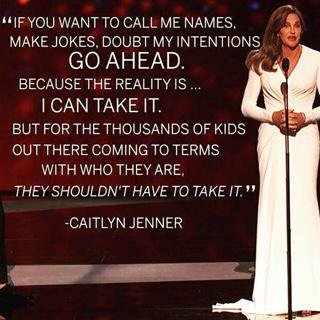 “IF YOU WANT TO CALL ME NAMES,
MAKE JOKES, DOUBT MY INTENTIONS
GO AHEAD.
BECAUSE THE REALITY IS ...
I CAN TAKE IT.
BUT FOR THE THOUSANDS OF KIDS
OUT THERE COMING TO TERMS
WITH WHO THEY ARE,
THEY SHOULDN'T HAVE TO TAKE IT.”
-CAITLYN JENNER